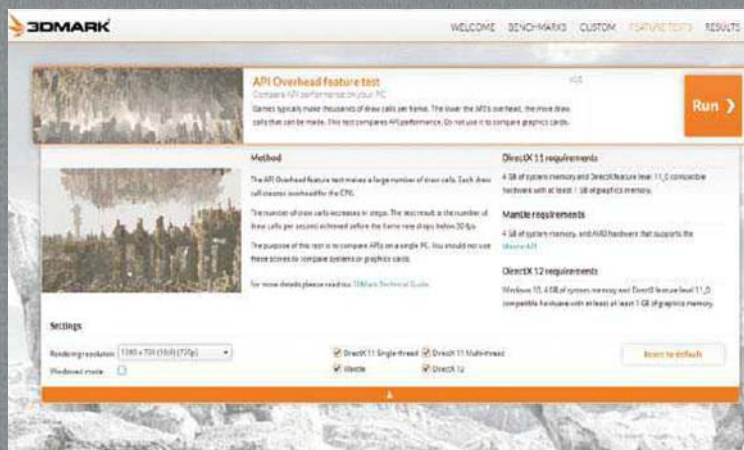 3DMARK
WELCOME BENCHMARKS CUSTOM FEATURE TESTS RESULTS
API Overhead feature test
Compare API performance on your PC
Games typically make thousands of draw calls per frame. The lower the API's overhead, the more draw
calls that can be made. This test compares API performance. Do not use it to compare graphics cards.
Run
Method
The API Overhead feature test makes a large number of draw calls. Each draw
call creates overhead for the CPU.
The number of draw calls increases in steps. The test result is the number of
draw calls per second achieved before the frame rate drops below 30 fps.
The purpose of this test is to compare APIs on a single PC. You should not use
these scores to compare systems or graphics cards.
For more details please read our 3DMark Technical Guide.
DirectX 11 requirements
4 GB of system memory and DirectX feature level 11_0 compatible
hardware with at least 1 GB of graphics memory.
Mantle requirements
4 GB of system memory, and AMD hardware that supports the
Mantle API.
DirectX 12 requirements
Windows 10, 4 GB of system memory and DirectX feature level 11_0
compatible hardware with at least at least 1 GB of graphics memory
Settings
Rendering resolution 1280 x 720 (16:9) (720p)
DirectX 11 Single-thread DirectX 11 Multi-thread
Reset to default
Windowed mode
Mantle DirectX 12